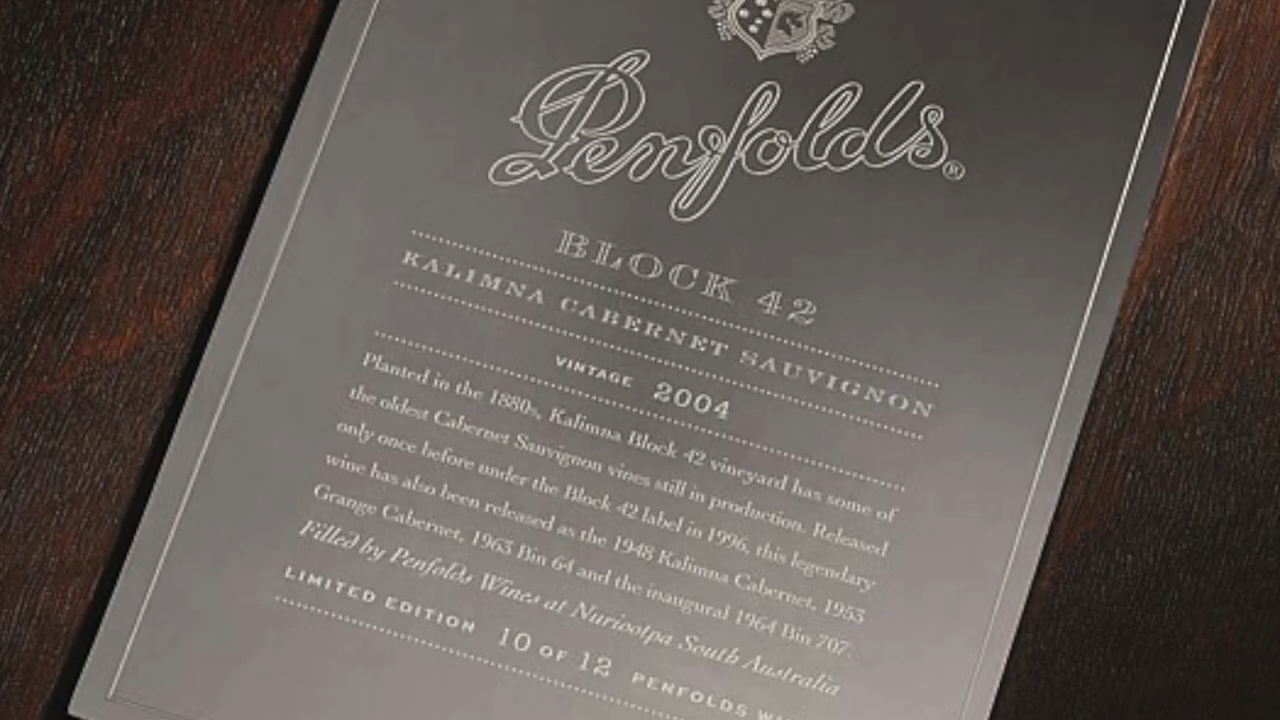 Penfolds®
BLOCK 42
KALIMNA CABERNET SAUVIGNON
VINTAGE 2004
Planted in the 1880s, Kalimna Block 42 vineyard has some of
the oldest Cabernet Sauvignon vines still in production. Released
only once before under the Block 42 label in 1996, this legendary
wine has also been released as the 1948 Kalimna Cabernet, 1953
Grange Cabernet, 1963 Bin 64 and the inaugural 1964 Bin 707.
Filled by Penfolds Wines at Nuriootpa South Australia
LIMITED EDITION 10 OF 12 PENFOLDS